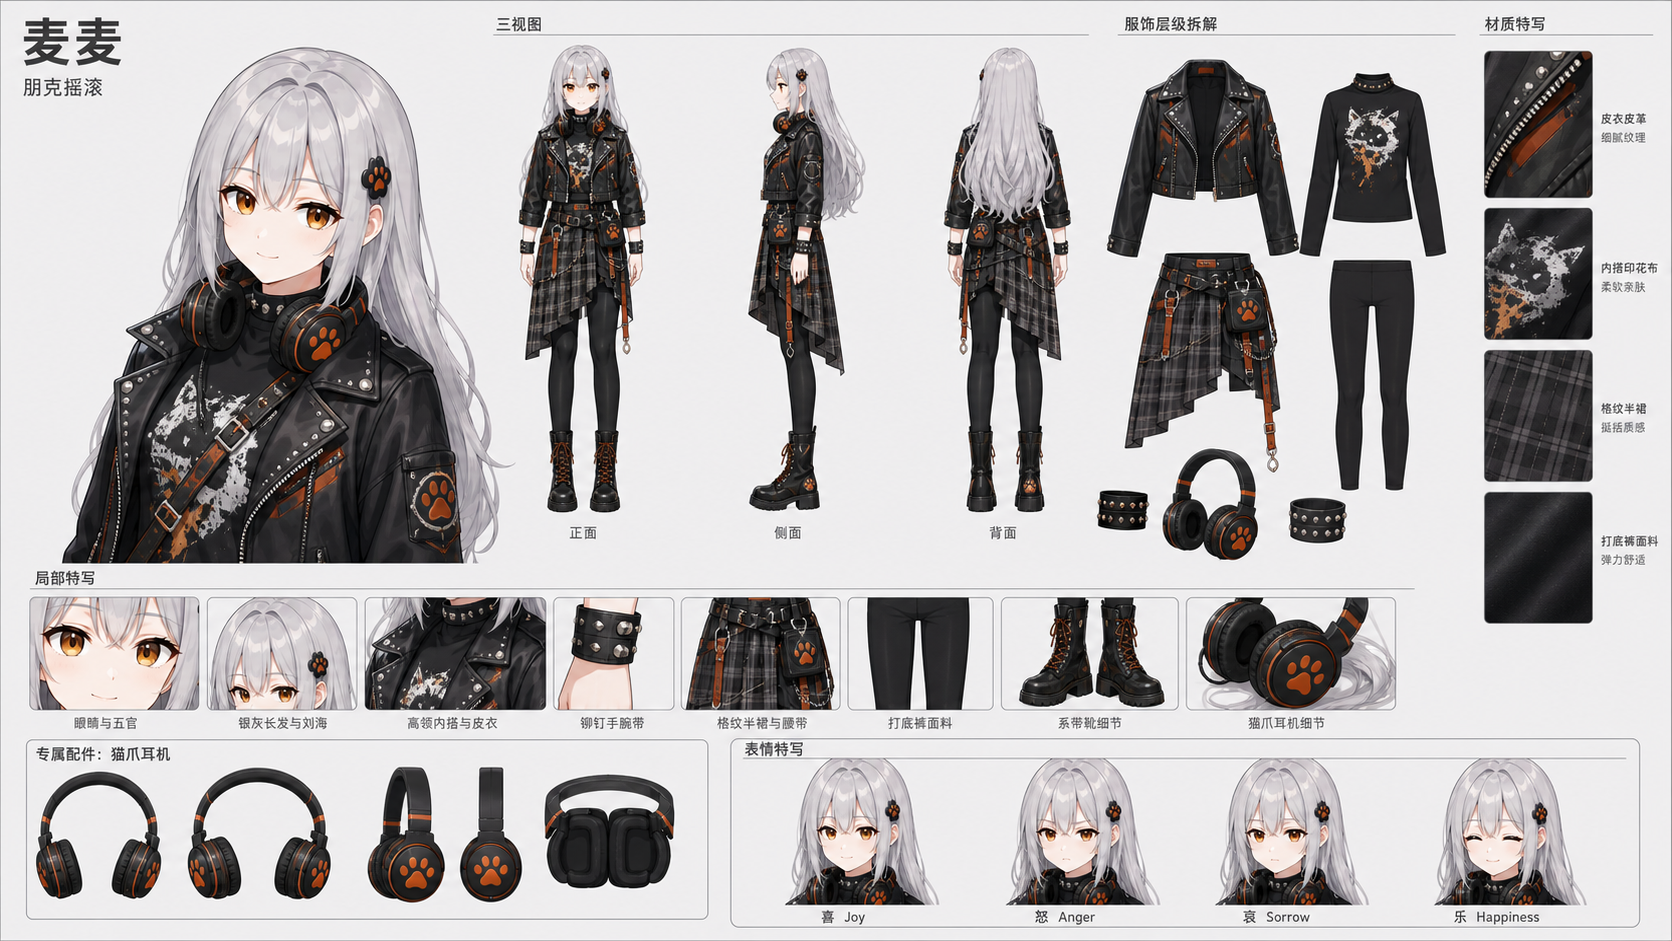 麦麦
朋克摇滚
三视图
正面
侧面
背面
服饰层级拆解
材质特写
皮衣皮革
细腻纹理
内搭印花布
柔软亲肤
格纹半裙
挺括质感
打底裤面料
弹力舒适
局部特写
眼睛与五官
银灰长发与刘海
高领内搭与皮衣
铆钉手腕带
格纹半裙与腰带
打底裤面料
系带靴细节
猫爪耳机细节
专属配件：猫爪耳机
表情特写
喜 Joy
怒 Anger
哀 Sorrow
乐 Happiness